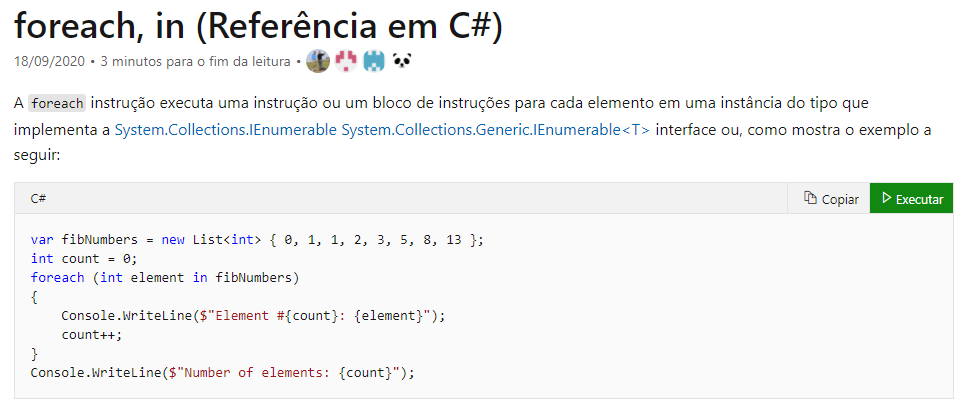 foreach, in (Referência em C#)
18/09/2020 • 3 minutos para o fim da leitura •
A foreach instrução executa uma instrução ou um bloco de instruções para cada elemento em uma instância do tipo que
implementa a System.Collections.IEnumerable System.Collections.Generic.IEnumerable<T> interface ou, como mostra o exemplo a
seguir:
C# Copiar Executar
var fibNumbers = new List<int> { 0, 1, 1, 2, 3, 5, 8, 13 };
int count = 0;
foreach (int element in fibNumbers)
{
    Console.WriteLine($"Element #{count}: {element}");
    count++;
}
Console.WriteLine($"Number of elements: {count}");